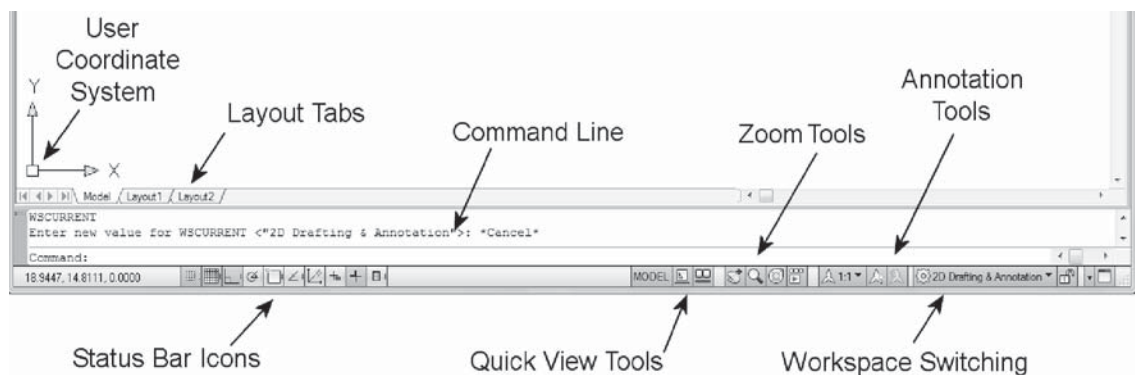 User
Coordinate
System
Y
X
Layout Tabs
Command Line
Zoom Tools
Annotation
Tools
Model / Layout1 / Layout2 /
WSCURRENT
Enter new value for WSCURRENT <"2D Drafting & Annotation">: *Cancel*
Command:
18.9447, 14.8111, 0.0000
MODEL
1:1
2D Drafting & Annotation
Status Bar Icons
Quick View Tools
Workspace Switching